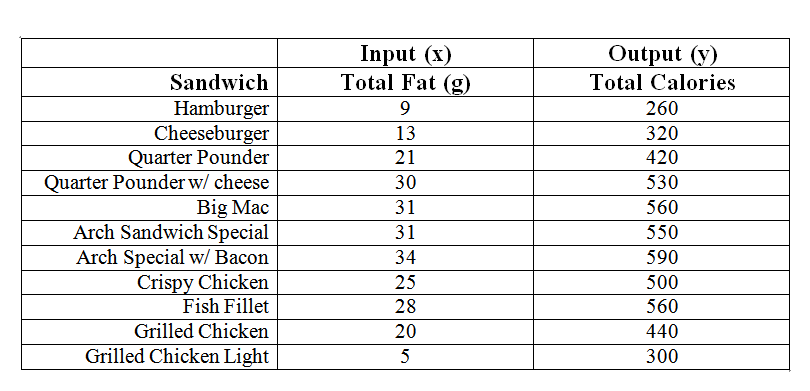 Input (x) Output (y)
Sandwich Total Fat (g) Total Calories
Hamburger 9 260
Cheeseburger 13 320
Quarter Pounder 21 420
Quarter Pounder w/ cheese 30 530
Big Mac 31 560
Arch Sandwich Special 31 550
Arch Special w/ Bacon 34 590
Crispy Chicken 25 500
Fish Fillet 28 560
Grilled Chicken 20 440
Grilled Chicken Light 5 300